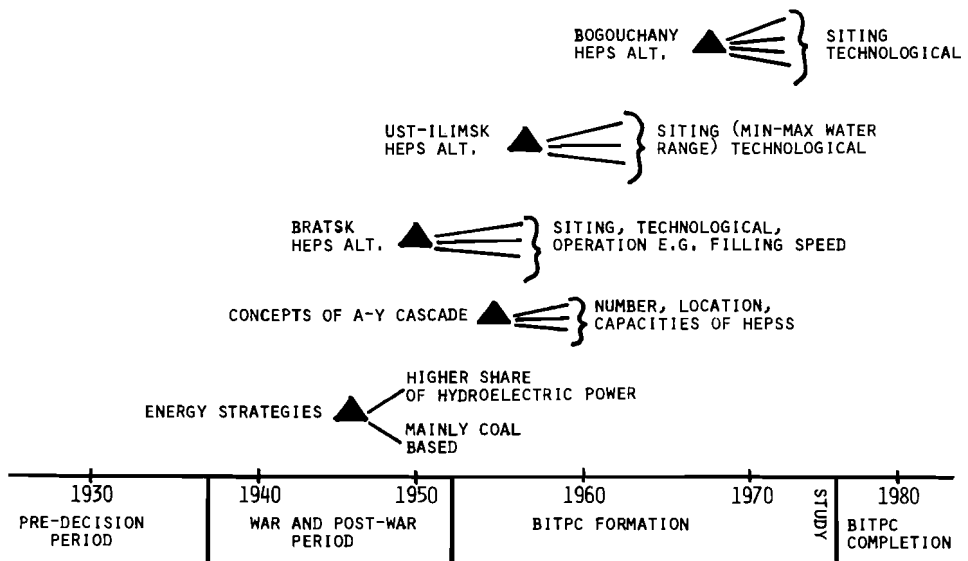 BOGOUCHANY
HEPS ALT.
SITING
TECHNOLOGICAL
UST-ILIMSK
HEPS ALT.
SITING (MIN-MAX WATER
RANGE) TECHNOLOGICAL
BRATSK
HEPS ALT.
SITING, TECHNOLOGICAL,
OPERATION E.G. FILLING SPEED
CONCEPTS OF A-Y CASCADE
NUMBER, LOCATION,
CAPACITIES OF HEPSS
ENERGY STRATEGIES
HIGHER SHARE
OF HYDROELECTRIC POWER
MAINLY COAL
BASED
1930 1940 1950 1960 1970 1980
PRE-DECISION
PERIOD
WAR AND POST-WAR
PERIOD
BITPC FORMATION
STUDY
BITPC
COMPLETION